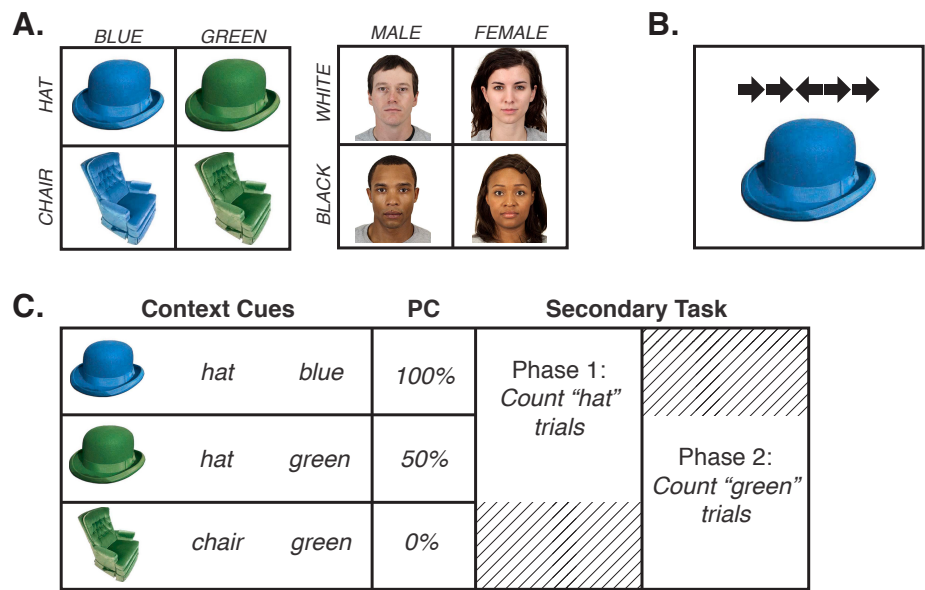 A.
BLUE GREEN
HAT
CHAIR
MALE FEMALE
WHITE
BLACK
B.
C.
Context Cues PC Secondary Task
hat blue 100%
Phase 1:
Count “hat”
trials
hat green 50%
Phase 2:
Count “green”
trials
chair green 0%